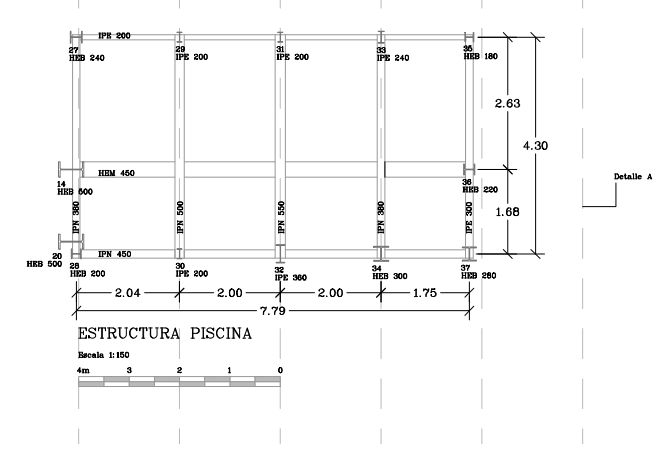 IPE 200
27
HEB 240
29
IPE 200
31
IPE 200
33
IPE 240
35
HEB 180
2.63
4.30
HEM 450
14
HEB 600
36
HEB 220
Detalle A
IPN 380
IPN 500
IPN 550
IPN 380
IPE 300
1.68
IPN 450
20
HEB 500
28
HEB 200
30
IPE 200
32
IPE 360
34
HEB 300
37
HEB 260
2.04
2.00
2.00
1.75
7.79
ESTRUCTURA PISCINA
Escala 1:150
4m 3 2 1 0